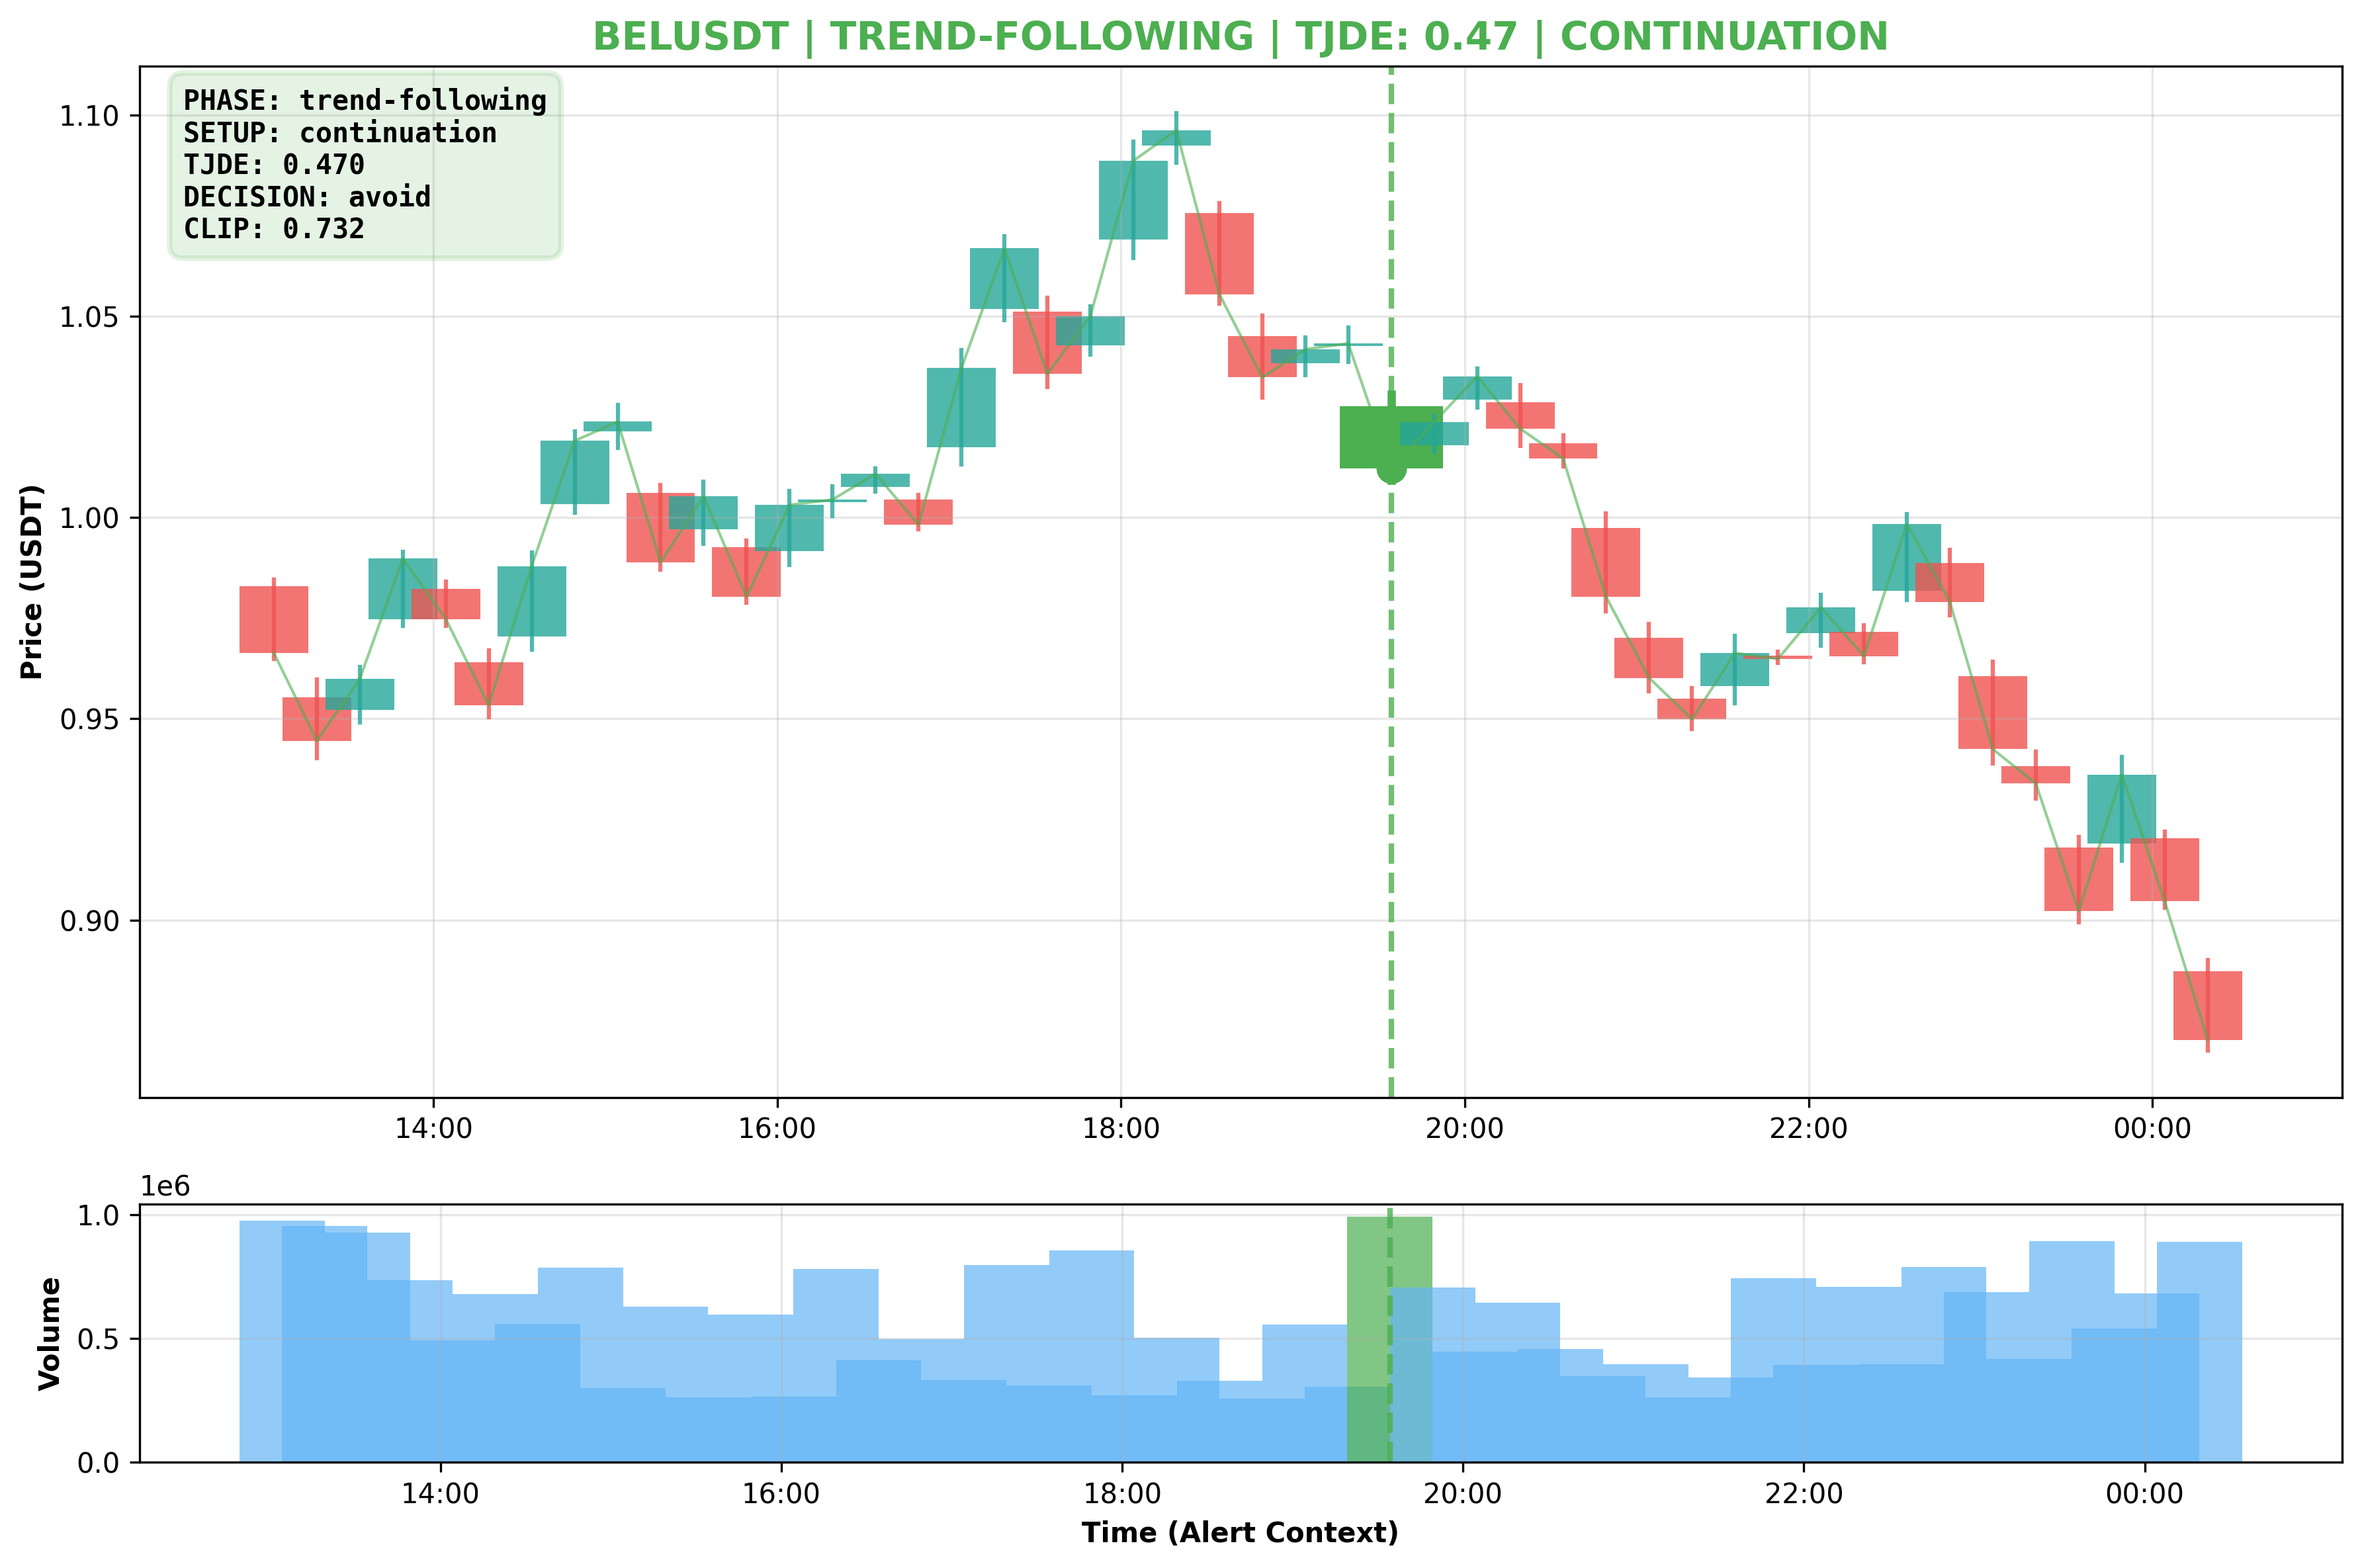 BELUSDT | TREND-FOLLOWING | TJDE: 0.47 | CONTINUATION
PHASE: trend-following
SETUP: continuation
TJDE: 0.470
DECISION: avoid
CLIP: 0.732
Price (USDT)
1.10
1.05
1.00
0.95
0.90
14:00
16:00
18:00
20:00
22:00
00:00
1e6
Volume
1.0
0.5
0.0
14:00
16:00
18:00
20:00
22:00
00:00
Time (Alert Context)